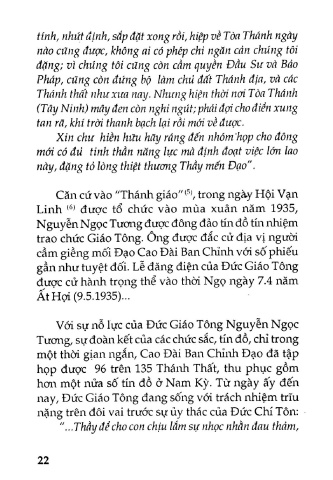 tỉnh, nhứt định, sắp đặt xong rồi, hiệp về Tòa Thánh ngày
nào cũng được, không ai có phép chi ngăn cản chúng tôi
đặng; vì chúng tôi cũng còn cầm quyền Đầu Sư và Bảo
Pháp, cũng còn đứng bộ làm chủ đất Thánh địa, và các
Thánh thất như xưa nay. Nhưng hiện thời nơi Tòa Thánh
(Tây Ninh) mây đen còn nghi ngút; phải đợi cho điển xung
tan rã, khi trời thanh bạch lại rồi mới về được.
Xin chư hiền hữu hãy ráng đến nhóm họp cho đông
mới có đủ tinh thần năng lực mà định đoạt việc lớn lao
này, đặng tỏ lòng thiệt thương Thầy mến Đạo".
Căn cứ vào "Thánh giáo" (5), trong ngày Hội Vạn
Linh (6) được tổ chức vào mùa xuân năm 1935,
Nguyễn Ngọc Tương được đông đảo tín đồ tín nhiệm
trao chức Giáo Tông. Ông được đắc cử địa vị người
cầm giềng mối Đạo Cao Đài Ban Chỉnh với số phiếu
gần như tuyệt đối. Lễ đăng điện của Đức Giáo Tông
được cử hành trọng thể vào thời Ngọ ngày 7.4 năm
Ất Hợi (9.5.1935)...
Với sự nỗ lực của Đức Giáo Tông Nguyễn Ngọc
Tương, sự đoàn kết của các chức sắc, tín đồ, chỉ trong
một thời gian ngắn, Cao Đài Ban Chỉnh Đạo đã tập
họp được 96 trên 135 Thánh Thất, thu phục gồm
hơn một nửa số tín đồ ở Nam Kỳ. Từ ngày ấy đến
nay, Đức Giáo Tông đang sống với trách nhiệm trĩu
nặng trên đôi vai trước sự ủy thác của Đức Chí Tôn:
"...Thầy để cho con chịu lắm sự nhọc nhằn đau thảm,
22